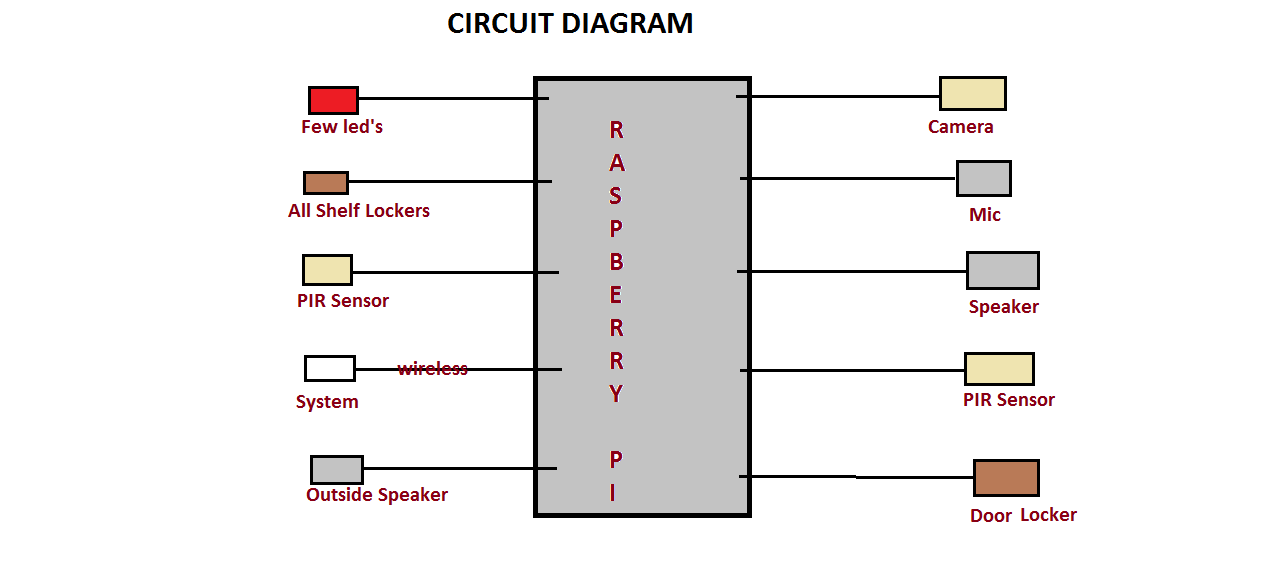 CIRCUIT DIAGRAM
Few led's
All Shelf Lockers
PIR Sensor
wireless
System
Outside Speaker
R
A
S
P
B
E
R
R
Y
P
I
Camera
Mic
Speaker
PIR Sensor
Door Locker